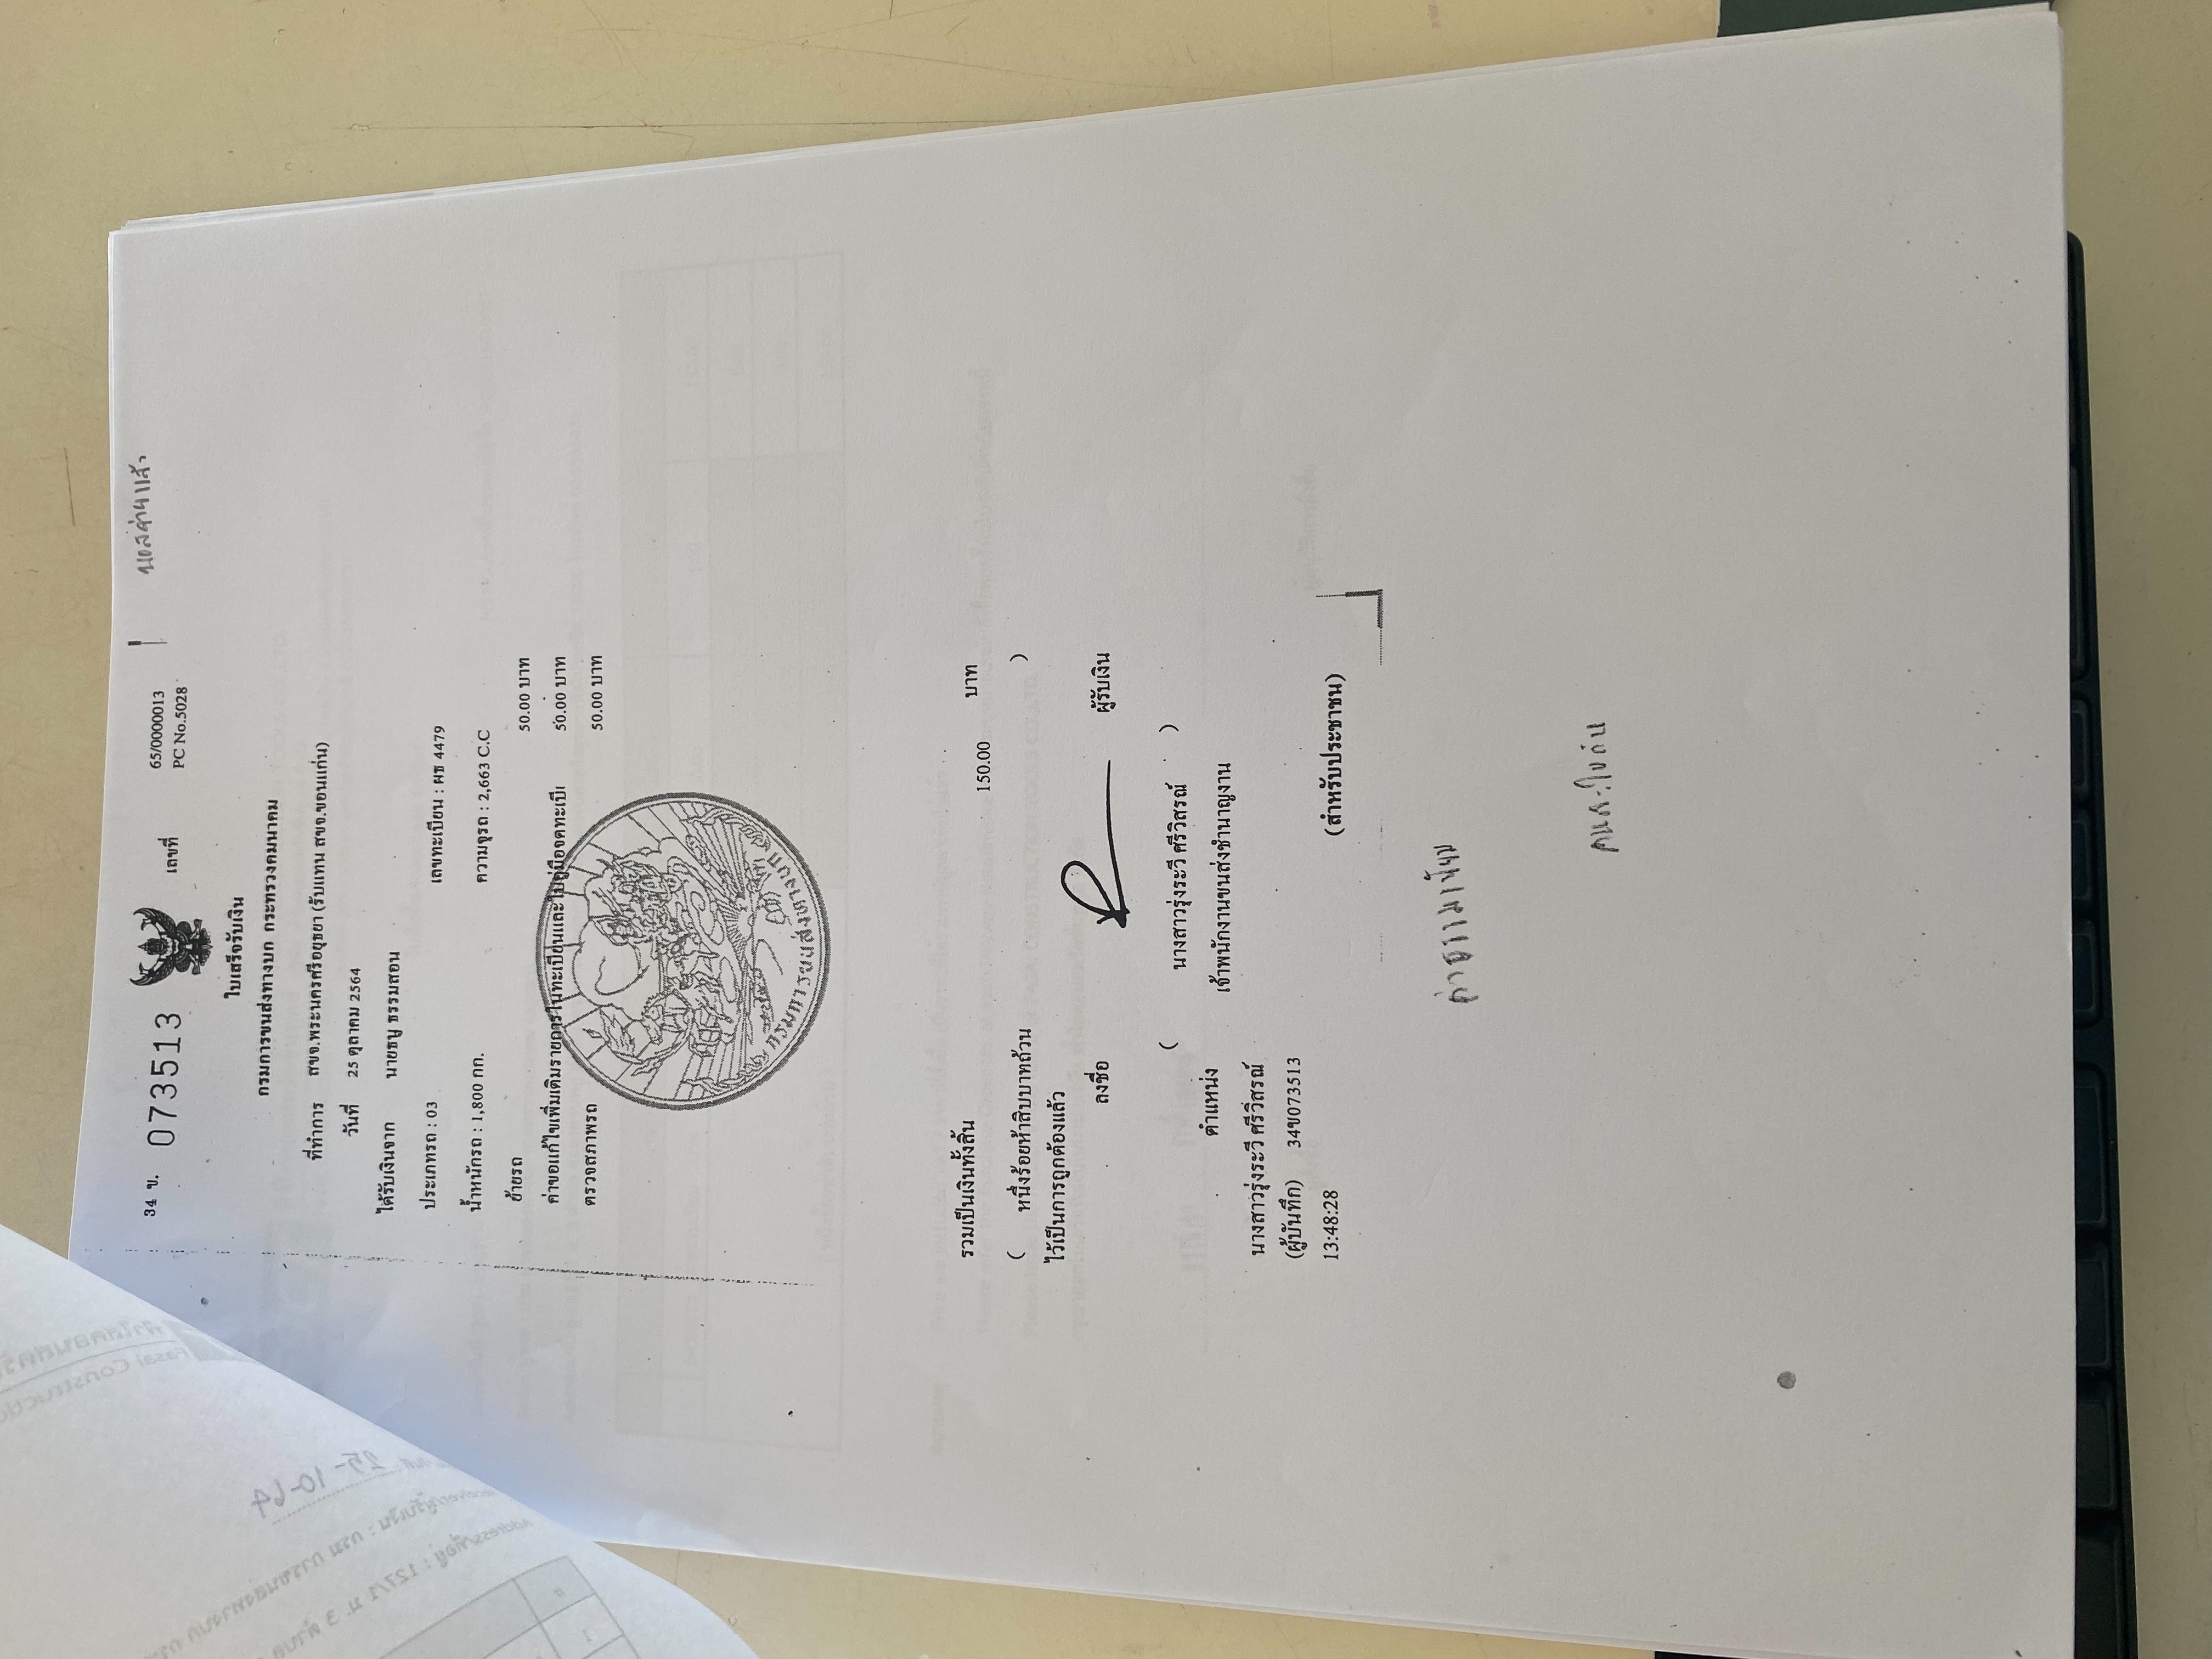 34 ข. 073513 เลขที่ 65/0000013
PC No.5028
บอสจ่ายแล้ว
ใบเสร็จรับเงิน
กรมการขนส่งทางบก กระทรวงคมนาคม
ที่ทำการ สขจ.พระนครศรีอยุธยา (รับแทน สขจ.ขอนแก่น)
วันที่ 25 ตุลาคม 2564
ได้รับเงินจาก นายธนู ธรรมสอน
ประเภทรถ : 03 เลขทะเบียน : ผธ 4479
น้ำหนักรถ : 1,800 กก. ความจุรถ : 2,663 C.C
ย้ายรถ 50.00 บาท
ค่าขอแก้ไขเพิ่มเติมรายการในทะเบียนและใบคู่มือจดทะเบี 50.00 บาท
ตรวจสภาพรถ 50.00 บาท
กรมการขนส่งทางบก
รวมเป็นเงินทั้งสิ้น 150.00 บาท
( หนึ่งร้อยห้าสิบบาทถ้วน )
ไว้เป็นการถูกต้องแล้ว
ลงชื่อ ผู้รับเงิน
( นางสาวรุ่งระวี ศรีวิสรณ์ )
ตำแหน่ง เจ้าพนักงานขนส่งชำนาญงาน
นางสาวรุ่งระวี ศรีวิสรณ์
(ผู้บันทึก) 34ข073513
13:48:28 (สำหรับประชาชน)
ค่าธรรมเนียม
คนละใบกัน